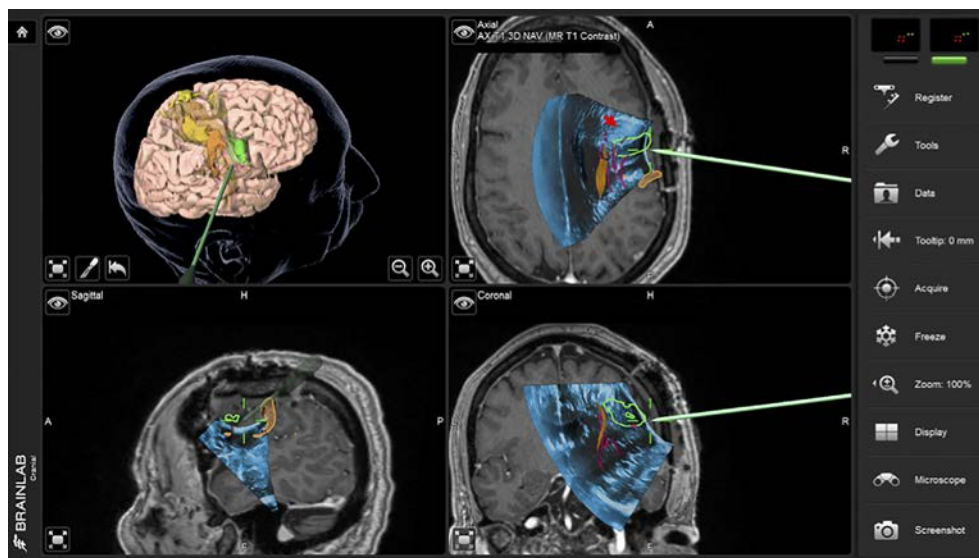 Axial
AX T1 3D NAV (MR T1 Contrast)
A
R
Sagittal
H
A
P
Coronal
H
R
Register
Tools
Data
Tooltip: 0 mm
Acquire
Freeze
Zoom: 100%
Display
Microscope
Screenshot
BRAINLAB
Cranial